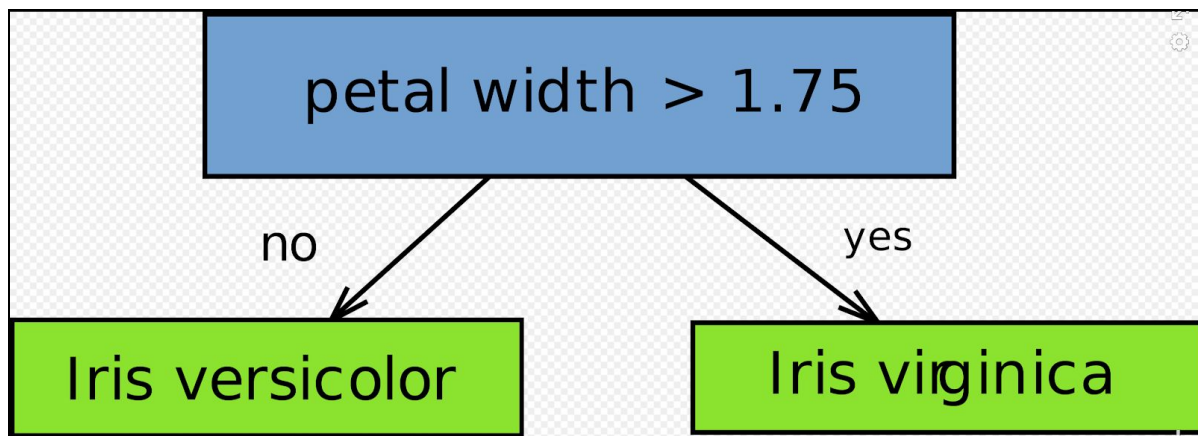 petal width > 1.75
no
yes
Iris versicolor
Iris virginica